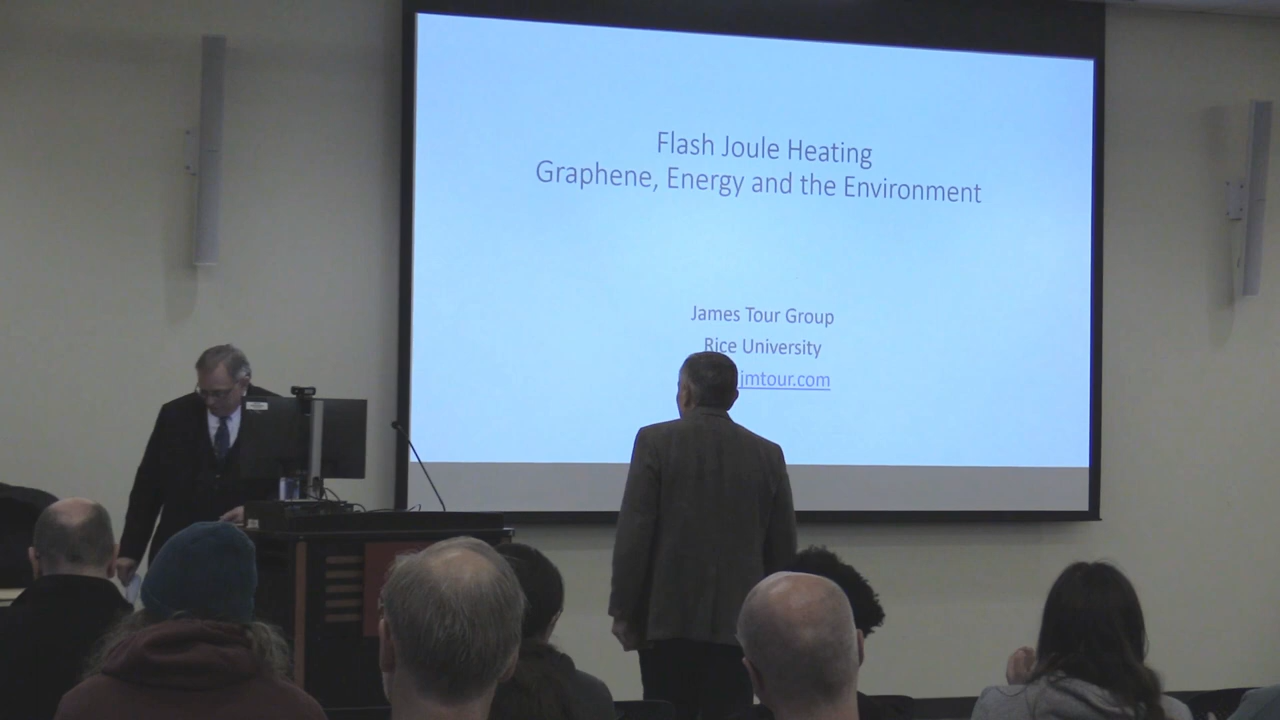 Flash Joule Heating
Graphene, Energy and the Environment
James Tour Group
Rice University
jmtour.com